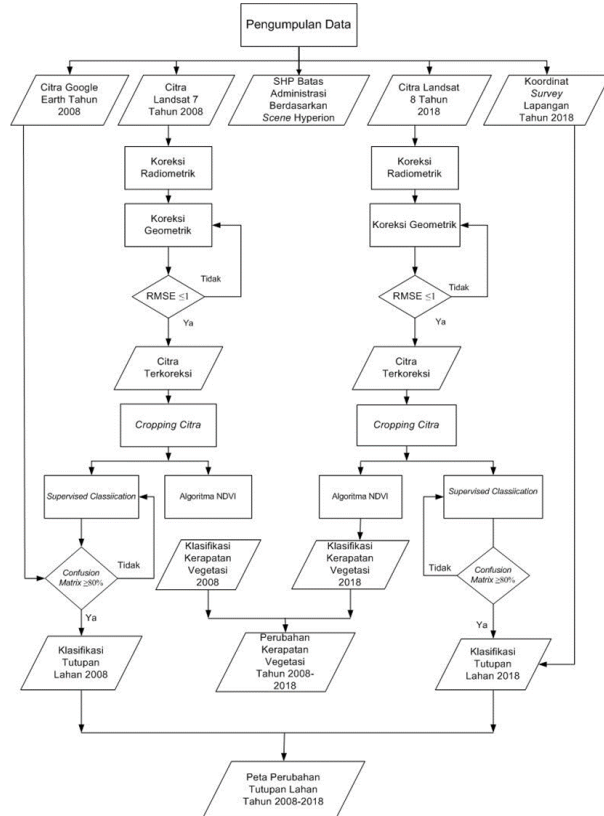 Pengumpulan Data
Citra Google
Earth Tahun
2008
Citra
Landsat 7
Tahun 2008
SHP Batas
Administrasi
Berdasarkan
Scene Hyperion
Citra Landsat
8 Tahun
2018
Koordinat
Survey
Lapangan
Tahun 2018
Koreksi
Radiometrik
Koreksi
Radiometrik
Koreksi
Geometrik
Koreksi Geometrik
Tidak
Tidak
RMSE ≤1
RMSE ≤1
Ya
Ya
Citra
Terkoreksi
Citra
Terkoreksi
Cropping Citra
Cropping Citra
Supervised Classiication
Algoritma NDVI
Algoritma NDVI
Supervised Classiication
Klasifikasi
Kerapatan
Vegetasi
2008
Klasifikasi
Kerapatan
Vegetasi
2018
Confusion
Matrix ≥80%
Tidak
Tidak
Confusion
Matrix ≥80%
Ya
Ya
Klasifikasi
Tutupan
Lahan 2008
Perubahan
Kerapatan
Vegetasi
Tahun 2008-
2018
Klasifikasi
Tutupan
Lahan 2018
Peta Perubahan
Tutupan Lahan
Tahun 2008-2018